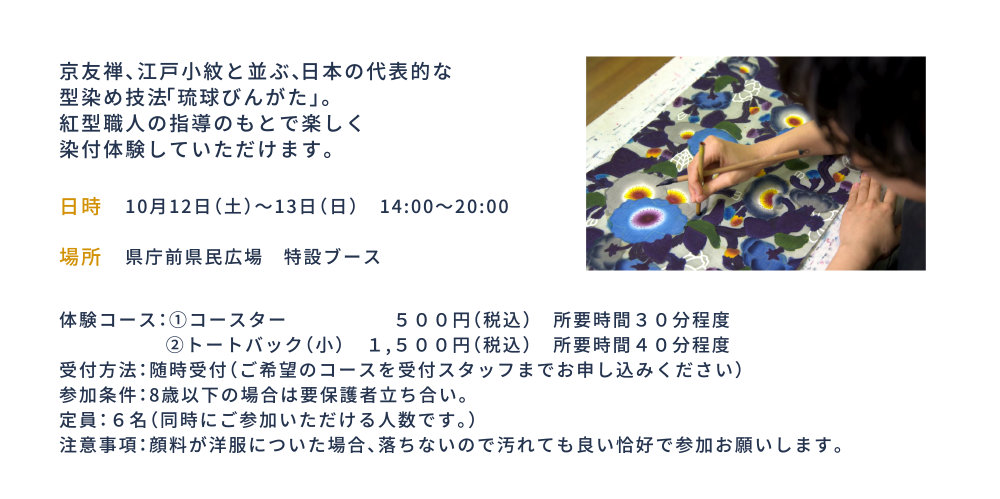 京友禅、江戸小紋と並ぶ、日本の代表的な
型染め技法「琉球びんがた」。
紅型職人の指導のもとで楽しく
染付体験していただけます。
日時　10月12日（土）～13日（日）　14:00～20:00
場所　県庁前県民広場　特設ブース
体験コース：①コースター　５００円（税込）　所要時間３０分程度
②トートバック（小）　１,５００円（税込）　所要時間４０分程度
受付方法：随時受付（ご希望のコースを受付スタッフまでお申し込みください）
参加条件：8歳以下の場合は要保護者立ち合い。
定員：６名（同時にご参加いただける人数です。）
注意事項：顔料が洋服についた場合、落ちないので汚れても良い恰好で参加お願いします。